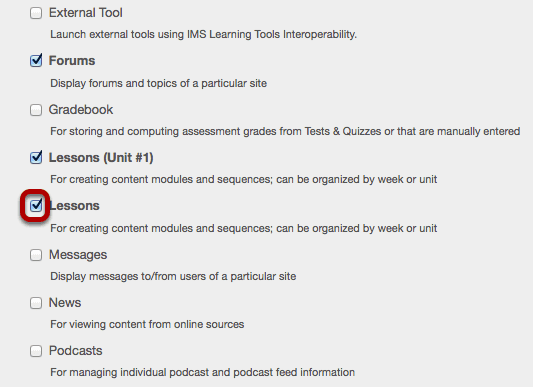 External Tool
Launch external tools using IMS Learning Tools Interoperability.
Forums
Display forums and topics of a particular site
Gradebook
For storing and computing assessment grades from Tests & Quizzes or that are manually entered
Lessons (Unit #1)
For creating content modules and sequences; can be organized by week or unit
Lessons
For creating content modules and sequences; can be organized by week or unit
Messages
Display messages to/from users of a particular site
News
For viewing content from online sources
Podcasts
For managing individual podcast and podcast feed information